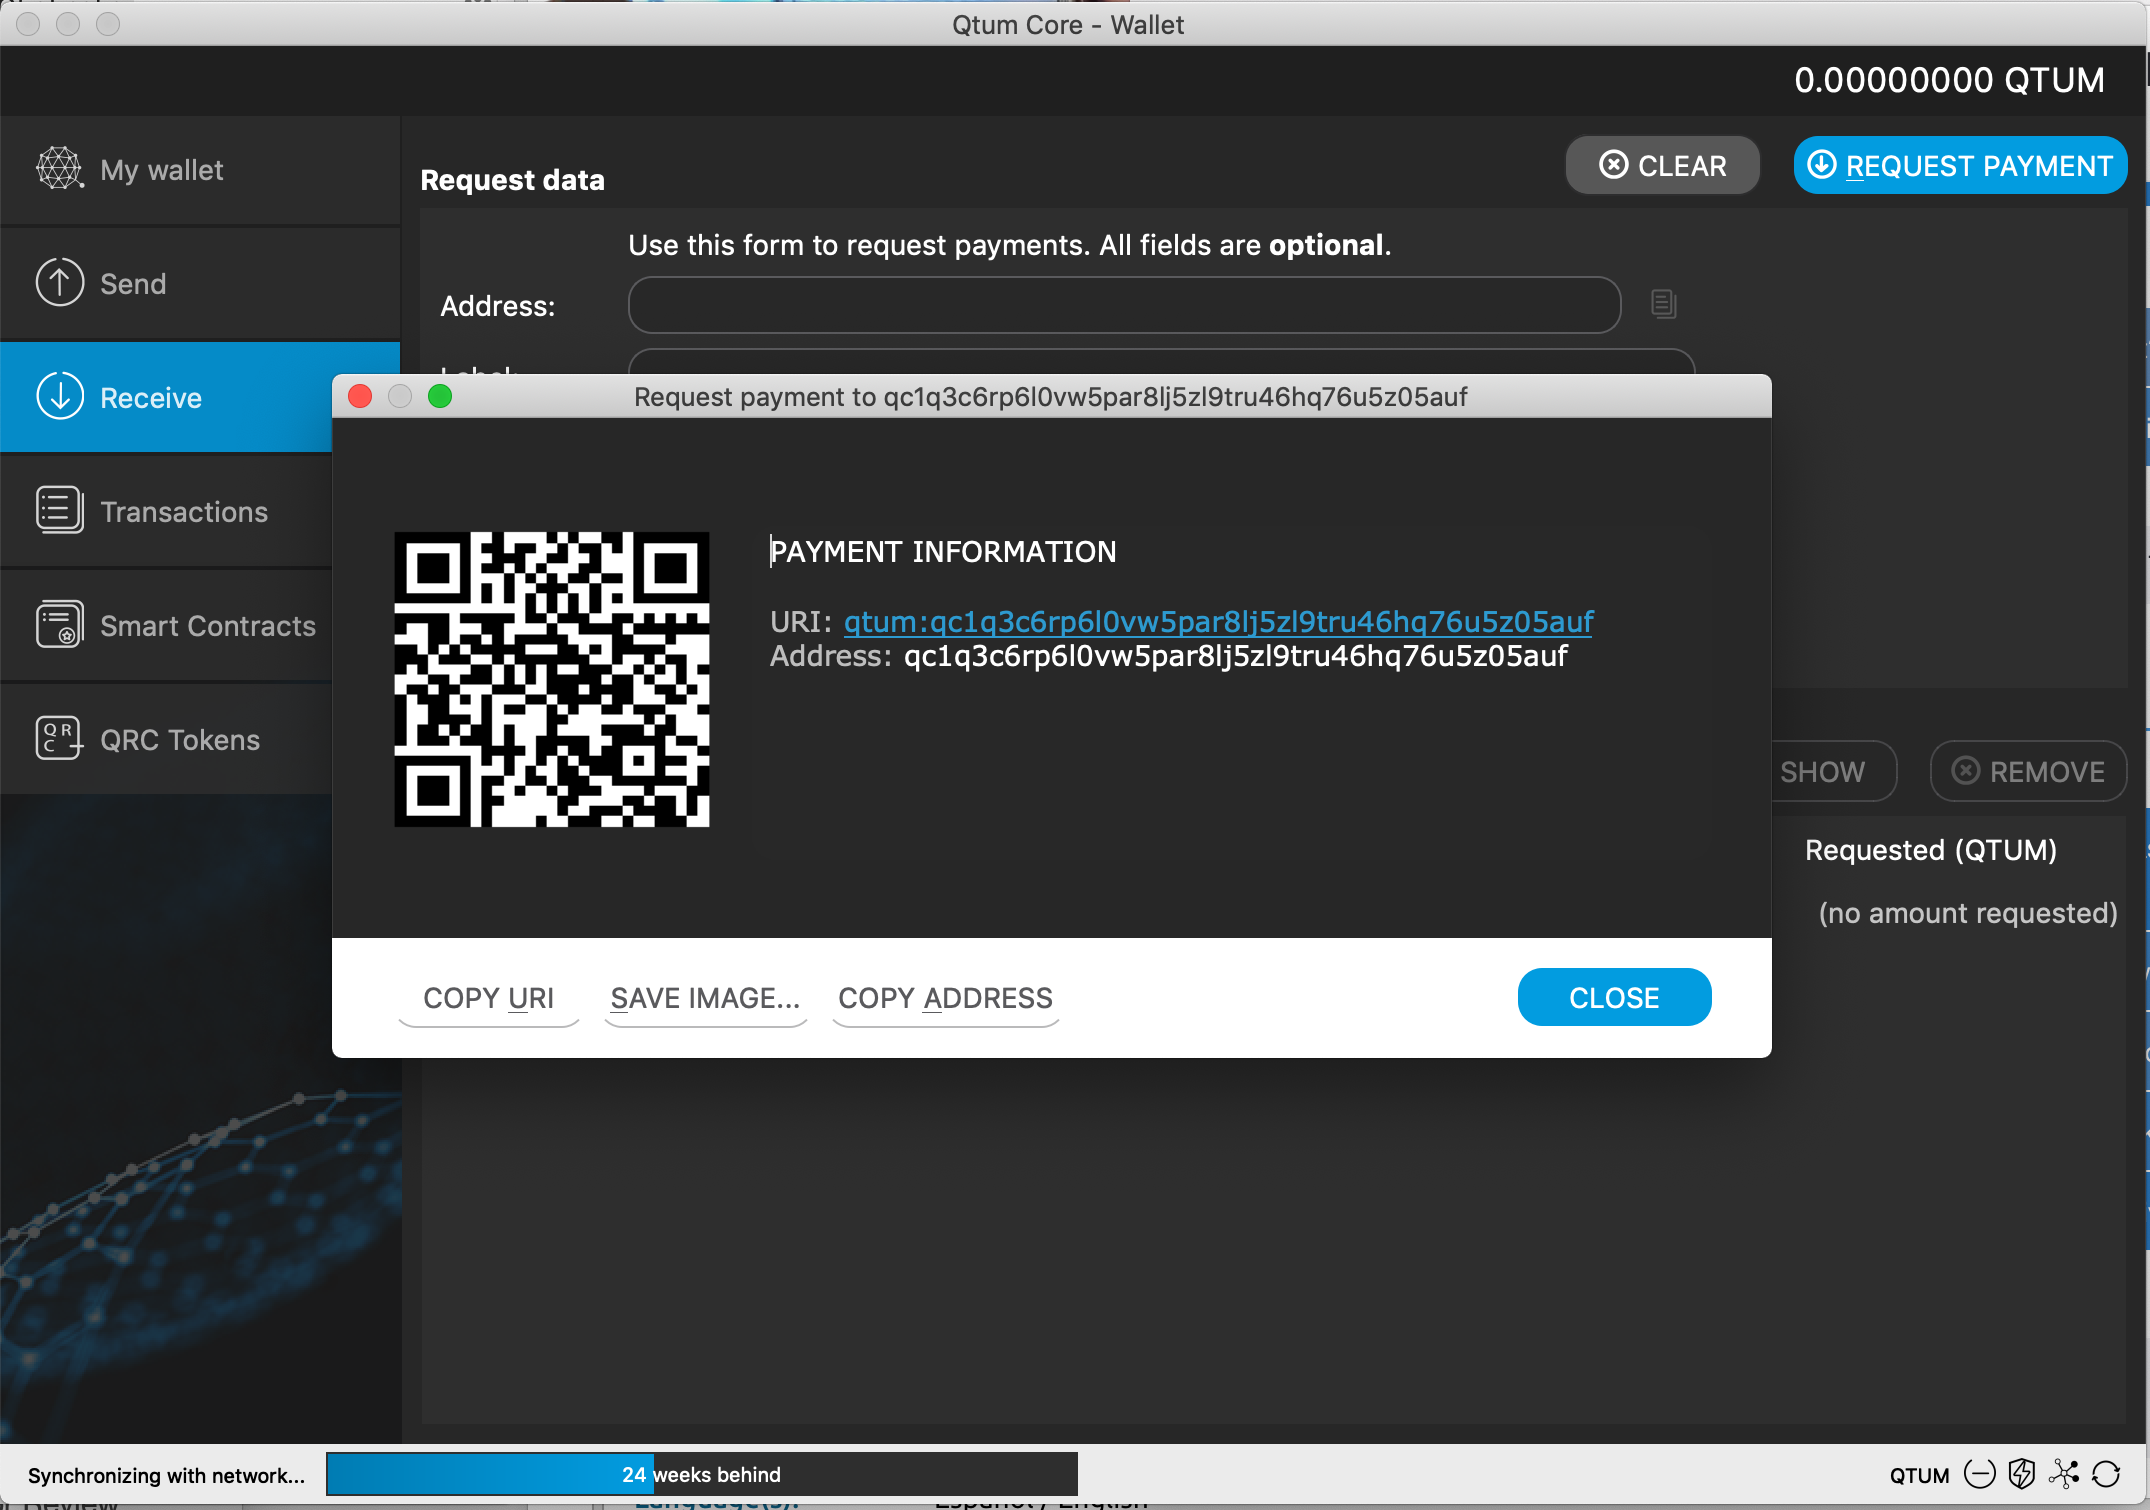 Qtum Core - Wallet
0.00000000 QTUM
My wallet
Send
Receive
Transactions
Smart Contracts
QRC Tokens
Request data
CLEAR
REQUEST PAYMENT
Use this form to request payments. All fields are optional.
Address:
Label:
Request payment to qc1q3c6rp6l0vw5par8lj5zl9tru46hq76u5z05auf
PAYMENT INFORMATION
URI: qtum:qc1q3c6rp6l0vw5par8lj5zl9tru46hq76u5z05auf
Address: qc1q3c6rp6l0vw5par8lj5zl9tru46hq76u5z05auf
COPY URI
SAVE IMAGE...
COPY ADDRESS
CLOSE
SHOW
REMOVE
Requested (QTUM)
(no amount requested)
Synchronizing with network...
24 weeks behind
QTUM
Language(s): Español / English